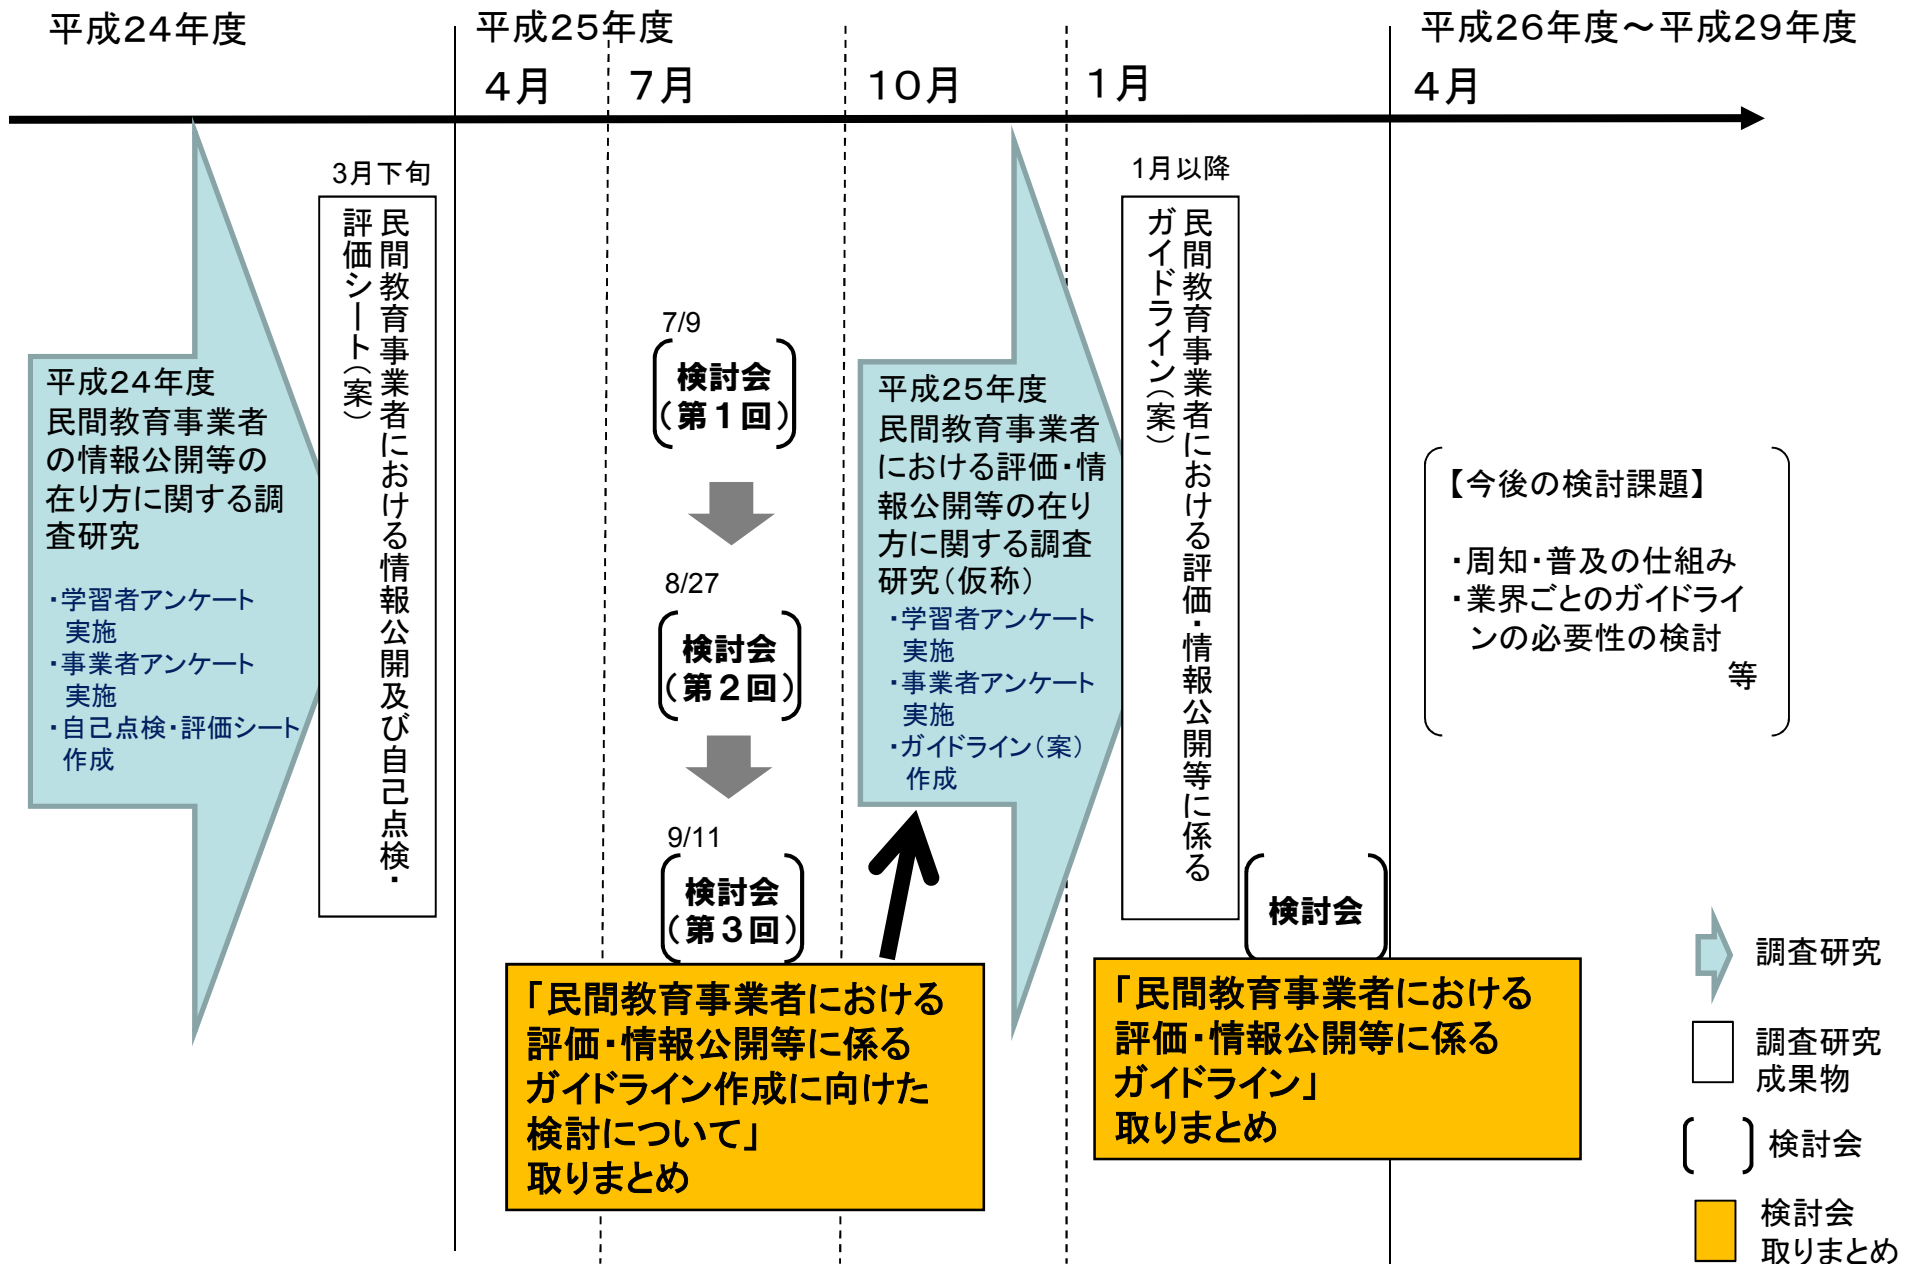 平成24年度
平成25年度
平成26年度～平成29年度
4月
7月
10月
1月
4月
平成24年度
民間教育事業者
の情報公開等の
在り方に関する調
査研究
・学習者アンケート
実施
・事業者アンケート
実施
・自己点検・評価シート
作成
3月下旬
民間教育事業者における情報公開及び自己点検・
評価シート（案）
7/9
検討会
（第１回）
8/27
検討会
（第２回）
9/11
検討会
（第３回）
「民間教育事業者における
評価・情報公開等に係る
ガイドライン作成に向けた
検討について」
取りまとめ
平成25年度
民間教育事業者
における評価・情
報公開等の在り
方に関する調査
研究（仮称）
・学習者アンケート
実施
・事業者アンケート
実施
・ガイドライン（案）
作成
1月以降
民間教育事業者における評価・情報公開等に係る
ガイドライン（案）
検討会
「民間教育事業者における
評価・情報公開等に係る
ガイドライン」
取りまとめ
【今後の検討課題】
・周知・普及の仕組み
・業界ごとのガイドライ
ンの必要性の検討
等
調査研究
調査研究
成果物
検討会
検討会
取りまとめ